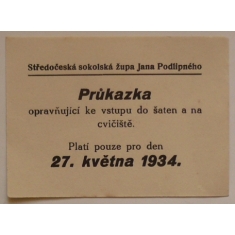 Středočeská sokolská župa Jana Podlipného
Průkazka
opravňující ke vstupu do šaten a na
cvičiště.
Platí pouze pro den
27. května 1934.